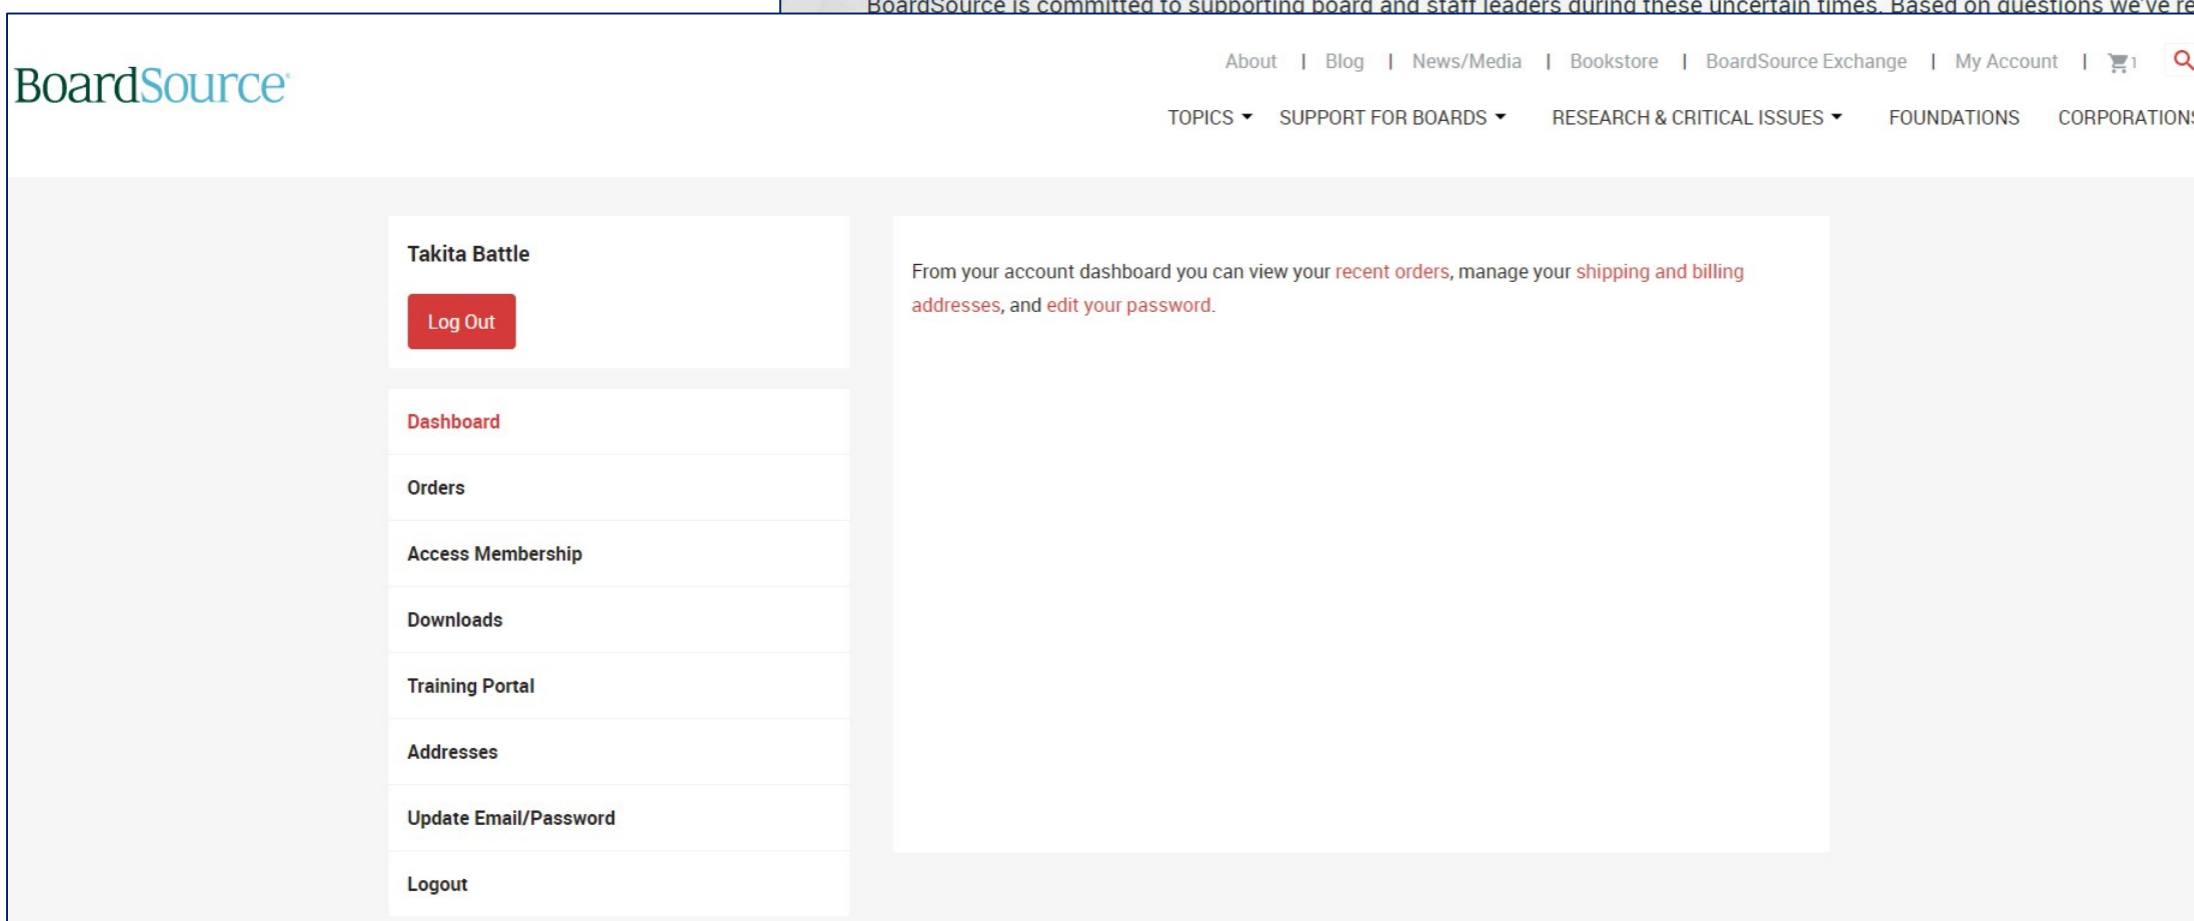 BoardSource is committed to supporting board and staff leaders during these uncertain times. Based on questions we've re
BoardSource
About | Blog | News/Media | Bookstore | BoardSource Exchange | My Account | 1
TOPICS SUPPORT FOR BOARDS RESEARCH & CRITICAL ISSUES FOUNDATIONS CORPORATIONS
Takita Battle
Log Out
From your account dashboard you can view your recent orders, manage your shipping and billing
addresses, and edit your password.
Dashboard
Orders
Access Membership
Downloads
Training Portal
Addresses
Update Email/Password
Logout